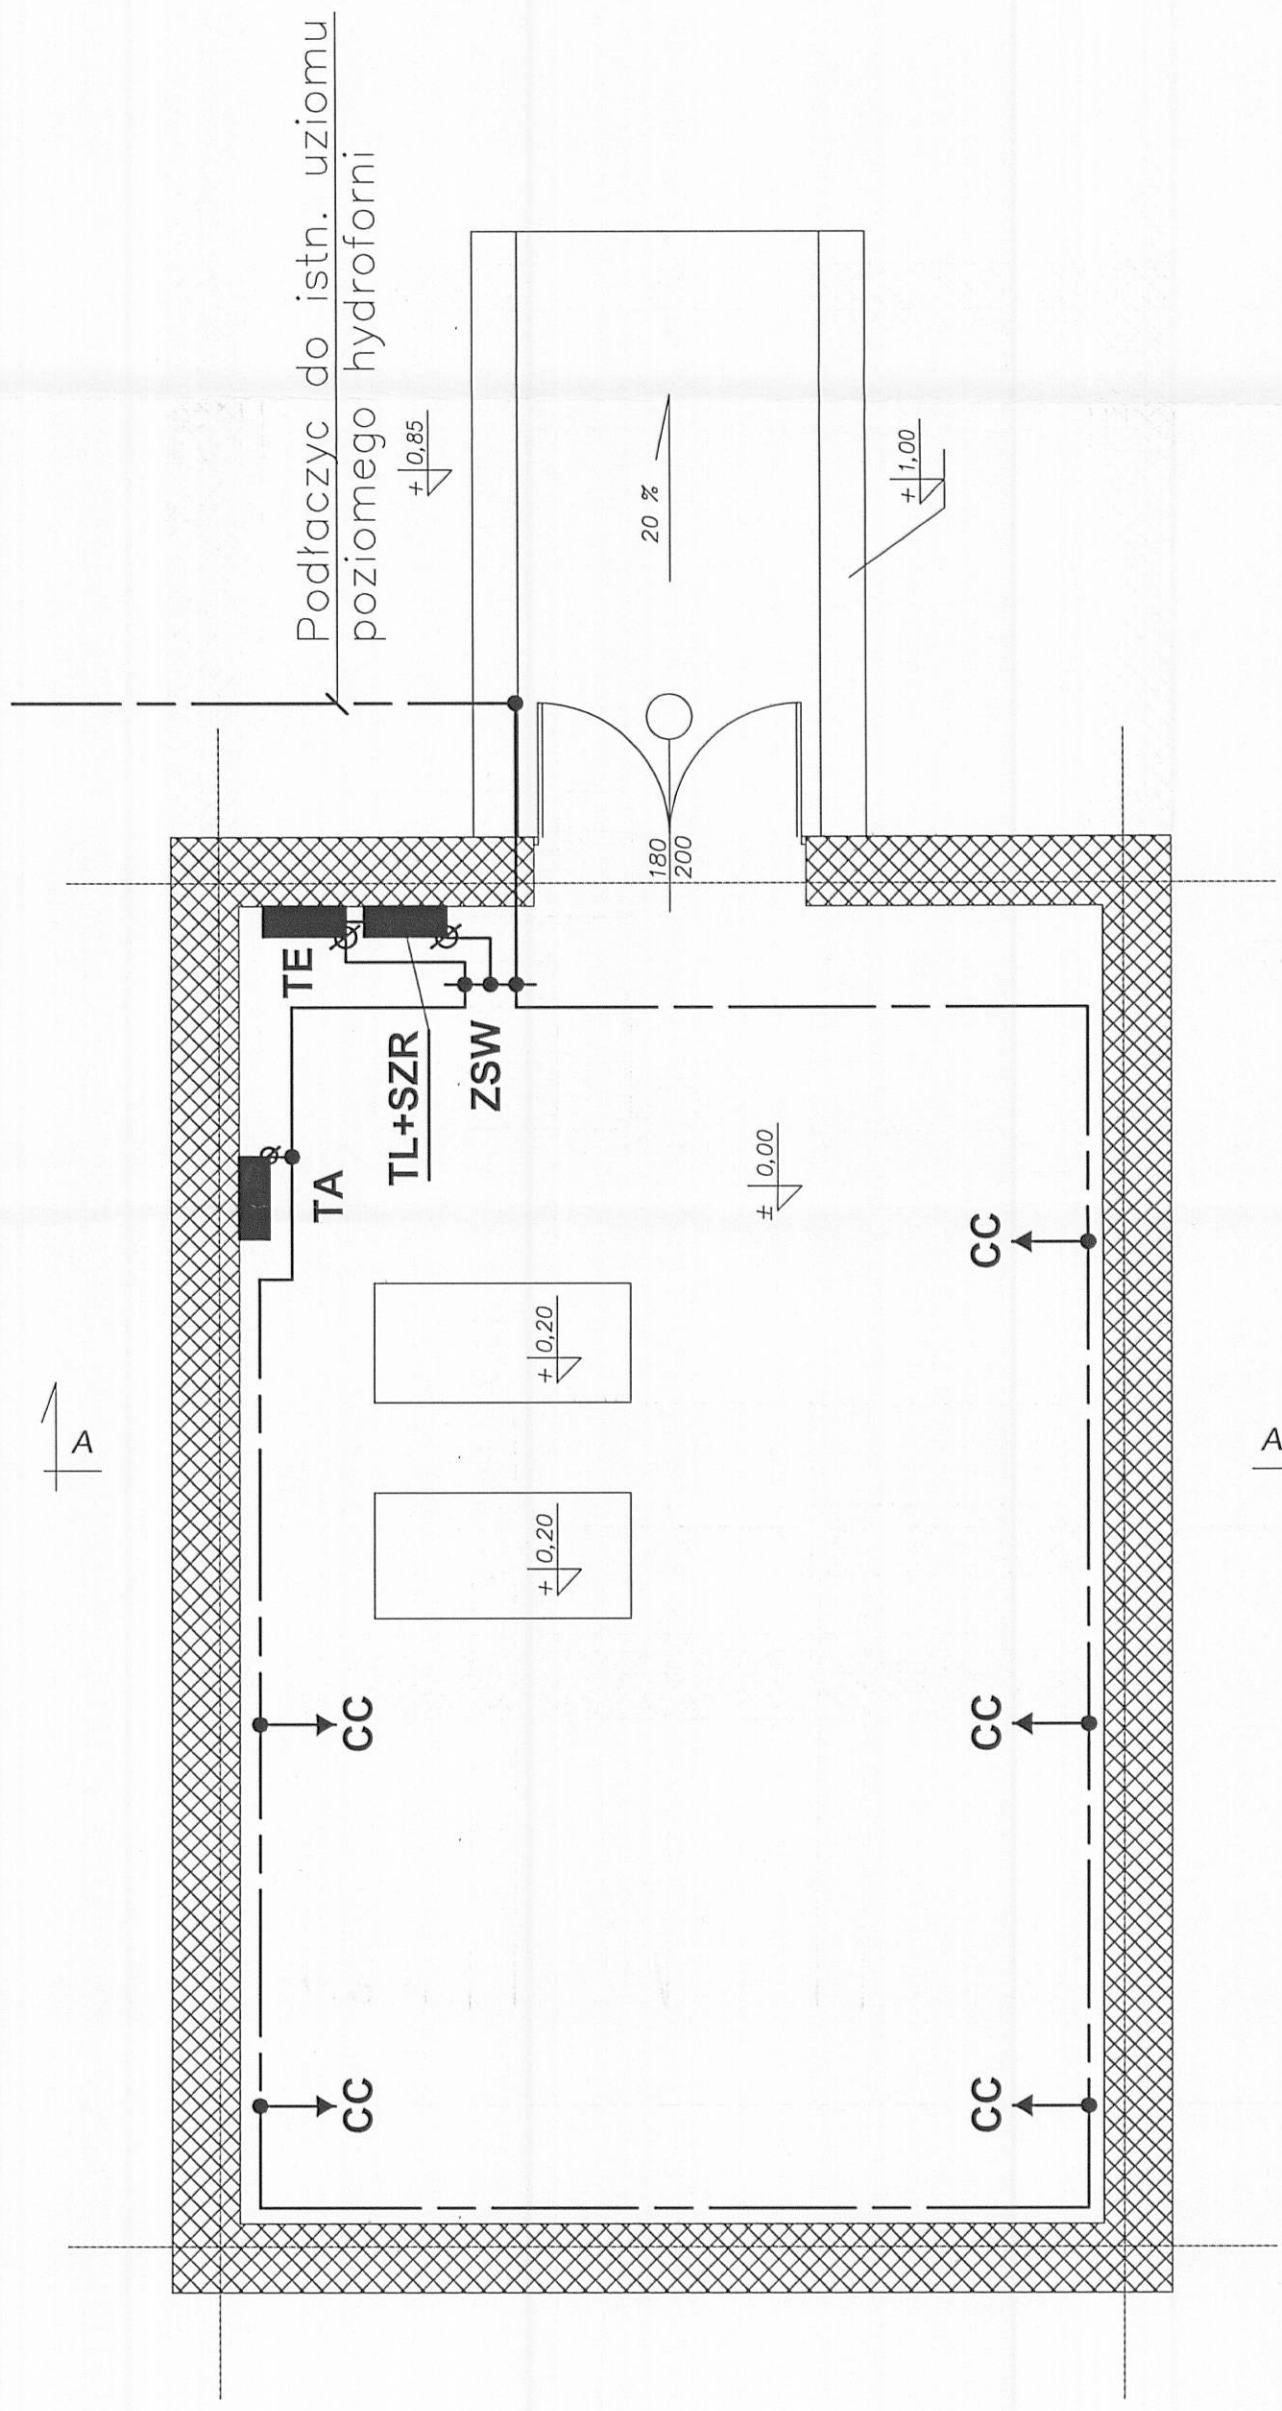 Podłaczyc do istn. uziomu
poziomego hydroforni
+ 0,85
20 %
+ 1,00
180
200
TE
TL+SZR
ZSW
TA
± 0,00
+ 0,20
+ 0,20
CC
CC
CC
CC
CC
A
A